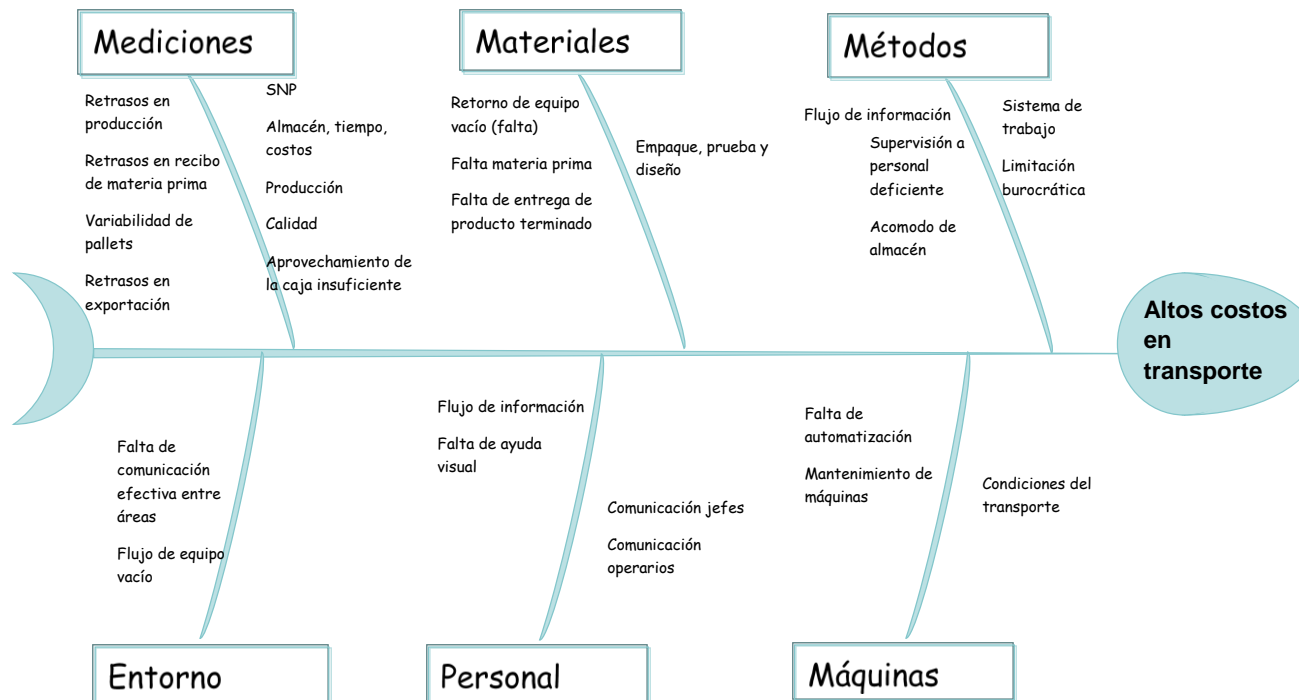 Mediciones
Retrasos en
producción
Retrasos en recibo
de materia prima
Variabilidad de
pallets
Retrasos en
exportación
SNP
Almacén, tiempo,
costos
Producción
Calidad
Aprovechamiento de
la caja insuficiente
Materiales
Retorno de equipo
vacío (falta)
Falta materia prima
Falta de entrega de
producto terminado
Empaque, prueba y
diseño
Métodos
Flujo de información
Supervisión a
personal
deficiente
Acomodo de
almacén
Sistema de
trabajo
Limitación
burocrática
Altos costos
en
transporte
Falta de
comunicación
efectiva entre
áreas
Flujo de equipo
vacío
Entorno
Flujo de información
Falta de ayuda
visual
Comunicación jefes
Comunicación
operarios
Personal
Falta de
automatización
Mantenimiento de
máquinas
Condiciones del
transporte
Máquinas